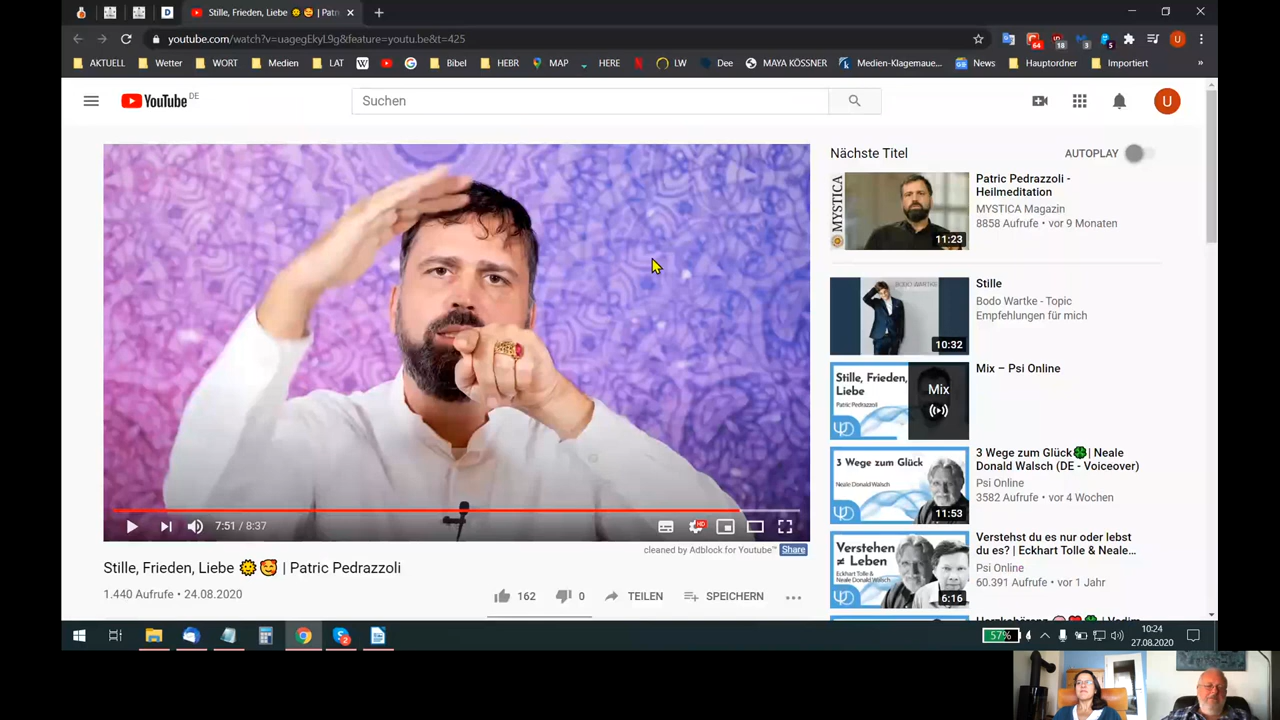 Stille, Frieden, Liebe 🌞 🥰 | Patri
youtube.com/watch?v=uagegEkyL9g&feature=youtu.be&t=425
64
18
3
5
U
AKTUELL
Wetter
WORT
Medien
LAT
W
G
Bibel
HEBR
MAP
HERE
LW
Dee
MAYA KÖSSNER
Medien-Klagemaue...
GB News
Hauptordner
Importiert
»
YouTube DE
Suchen
U
Nächste Titel
AUTOPLAY
MYSTICA
11:23
Patric Pedrazzoli -
Heilmeditation
MYSTICA Magazin
8858 Aufrufe • vor 9 Monaten
BODO WARTKE
10:32
Stille
Bodo Wartke - Topic
Empfehlungen für mich
Stille, Frieden,
Liebe
Patric Pedrazzoli
Mix
Mix – Psi Online
3 Wege zum Glück
Neale Donald Walsch
11:53
3 Wege zum Glück🍀| Neale
Donald Walsch (DE - Voiceover)
Psi Online
3582 Aufrufe • vor 4 Wochen
Verstehen
≠ Leben
Eckhart Tolle &
Neale Donald Walsch
6:16
Verstehst du es nur oder lebst
du es? | Eckhart Tolle & Neale...
Psi Online
60.391 Aufrufe • vor 1 Jahr
7:51 / 8:37
HD
cleaned by Adblock for Youtube™ Share
Stille, Frieden, Liebe 🌞 🥰 | Patric Pedrazzoli
1.440 Aufrufe • 24.08.2020
162
0
TEILEN
SPEICHERN
...
2
57%
10:24
27.08.2020